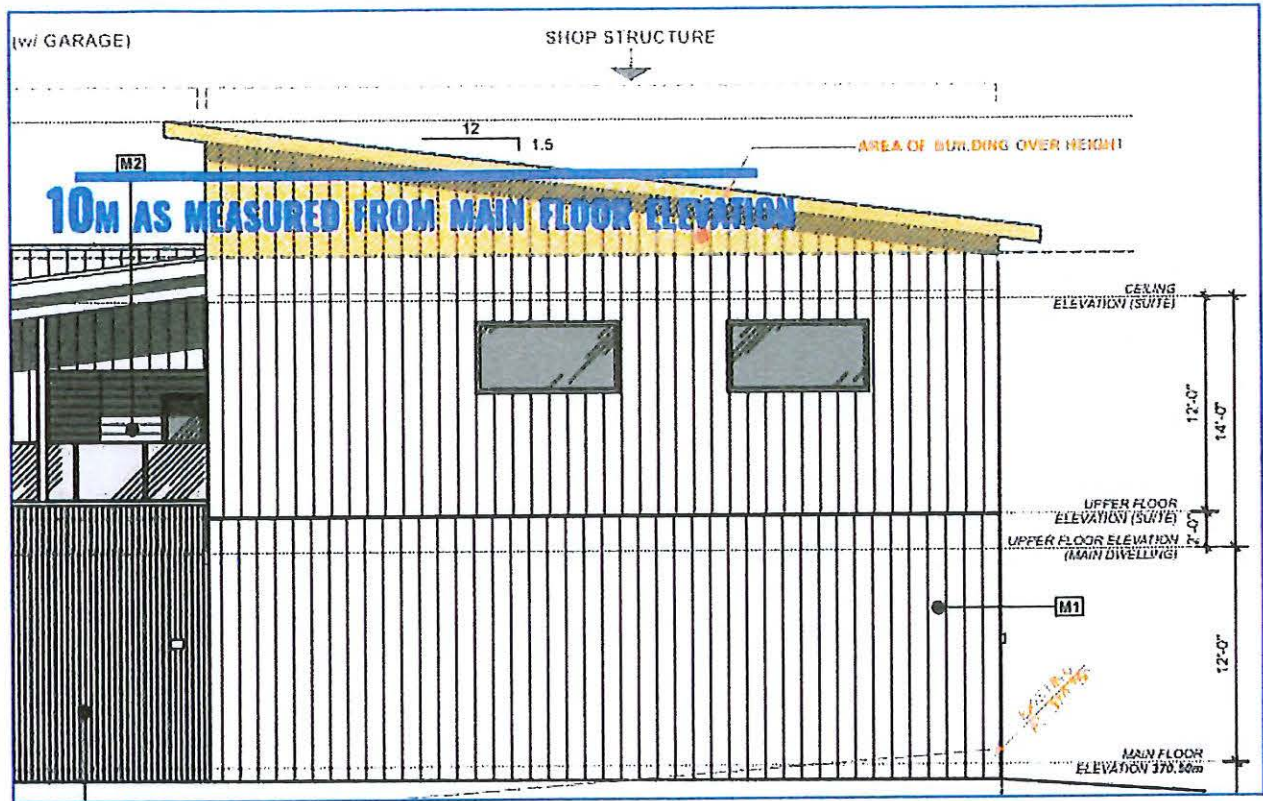 (w/ GARAGE)
SHOP STRUCTURE
12
1.5
AREA OF BUILDING OVER HEIGHT
M2
10M AS MEASURED FROM MAIN FLOOR ELEVATION
CEILING
ELEVATION (SUITE)
12'-0"
14'-0"
UPPER FLOOR
ELEVATION (SUITE)
2'-0"
UPPER FLOOR ELEVATION
(MAIN DWELLING)
M1
12'-0"
MAIN FLOOR
ELEVATION 370.50m